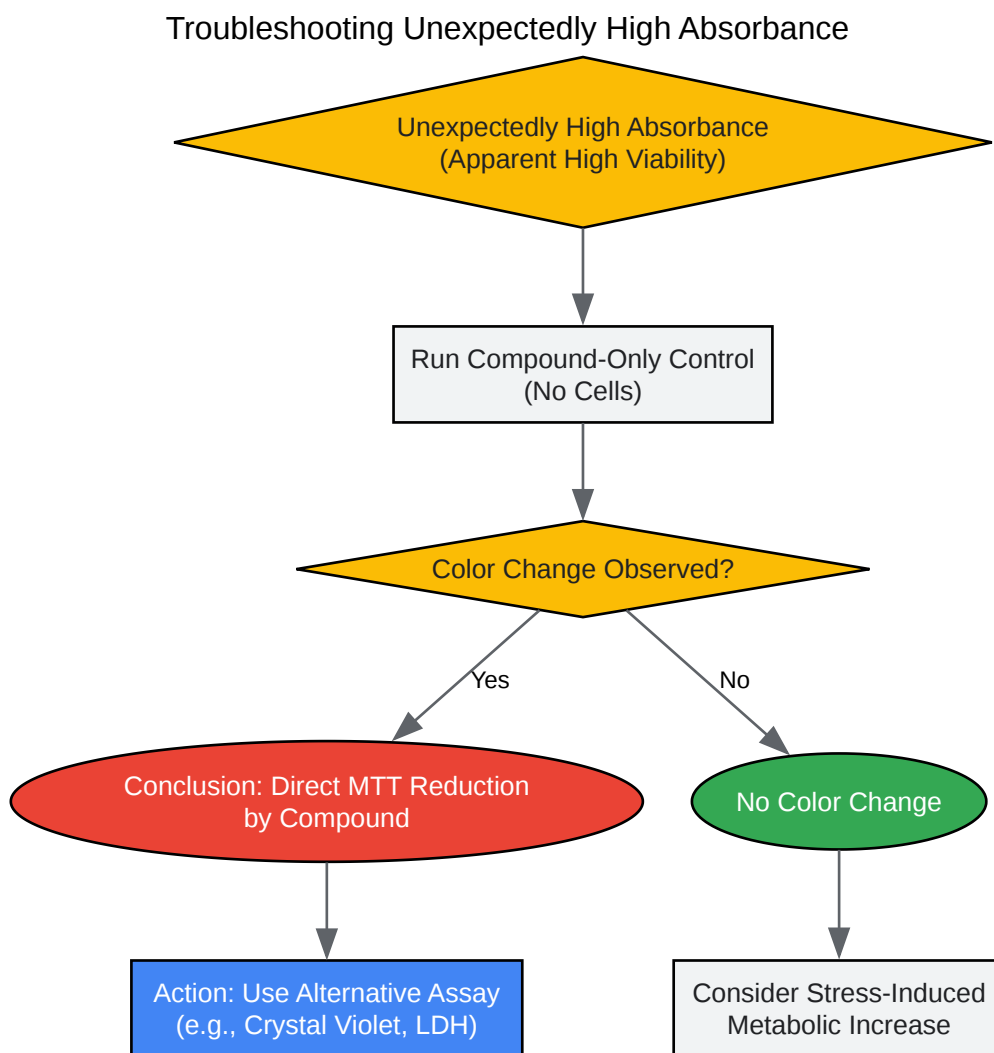 Troubleshooting Unexpectedly High Absorbance
Unexpectedly High Absorbance
(Apparent High Viability)
Run Compound-Only Control
(No Cells)
Color Change Observed?
Yes
No
Conclusion: Direct MTT Reduction
by Compound
No Color Change
Action: Use Alternative Assay
(e.g., Crystal Violet, LDH)
Consider Stress-Induced
Metabolic Increase